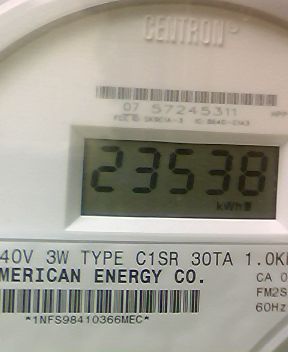 CENTRON
07 57245311
23538
kWh
40V 3W TYPE C1SR 30TA 1.0K
MERICAN ENERGY CO.
CA 0
FM2S
60Hz
*1NFS98410366MEC*